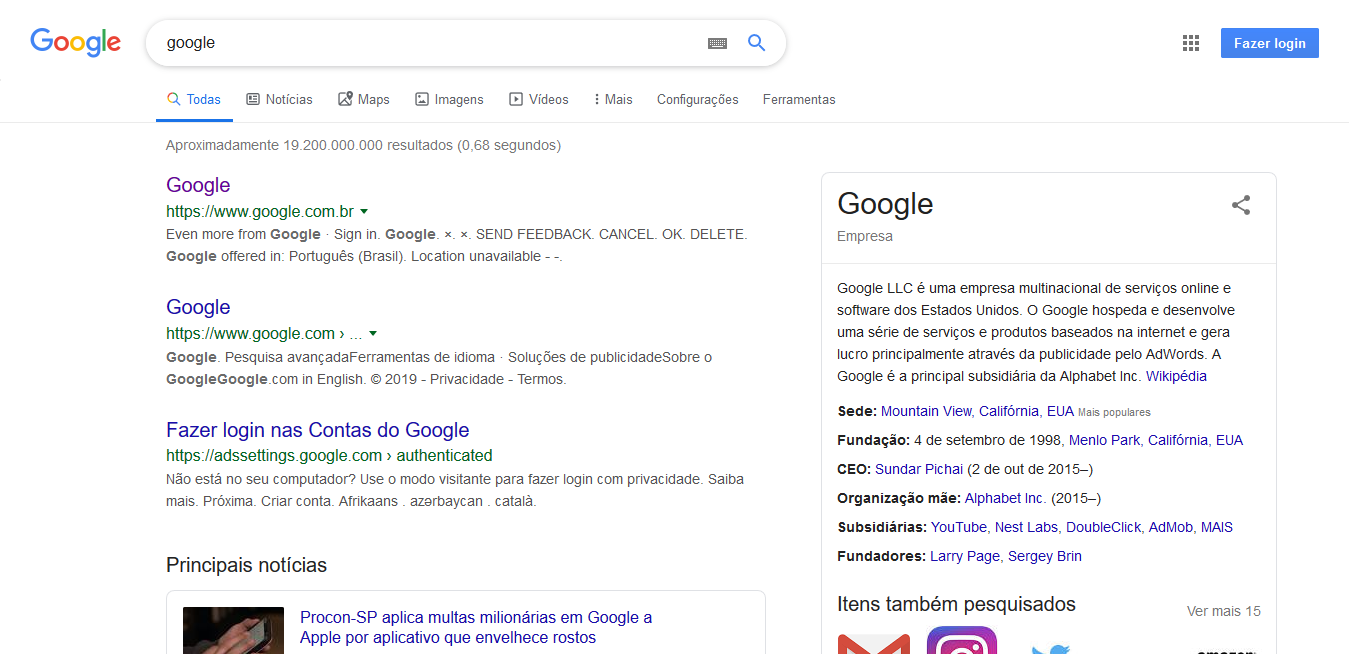 Google
google
Fazer login
Todas
Notícias
Maps
Imagens
Vídeos
Mais
Configurações
Ferramentas
Aproximadamente 19.200.000.000 resultados (0,68 segundos)
Google
https://www.google.com.br
Even more from Google · Sign in. Google. ×. ×. SEND FEEDBACK. CANCEL. OK. DELETE.
Google offered in: Português (Brasil). Location unavailable - -.
Google
https://www.google.com › ...
Google. Pesquisa avançadaFerramentas de idioma · Soluções de publicidadeSobre o
GoogleGoogle.com in English. © 2019 - Privacidade - Termos.
Fazer login nas Contas do Google
https://adssettings.google.com › authenticated
Não está no seu computador? Use o modo visitante para fazer login com privacidade. Saiba
mais. Próxima. Criar conta. Afrikaans . azərbaycan . català.
Principais notícias
Procon-SP aplica multas milionárias em Google a
Apple por aplicativo que envelhece rostos
Google
Empresa
Google LLC é uma empresa multinacional de serviços online e
software dos Estados Unidos. O Google hospeda e desenvolve
uma série de serviços e produtos baseados na internet e gera
lucro principalmente através da publicidade pelo AdWords. A
Google é a principal subsidiária da Alphabet Inc. Wikipédia
Sede: Mountain View, Califórnia, EUA Mais populares
Fundação: 4 de setembro de 1998, Menlo Park, Califórnia, EUA
CEO: Sundar Pichai (2 de out de 2015–)
Organização mãe: Alphabet Inc. (2015–)
Subsidiárias: YouTube, Nest Labs, DoubleClick, AdMob, MAIS
Fundadores: Larry Page, Sergey Brin
Itens também pesquisados
Ver mais 15
amazon